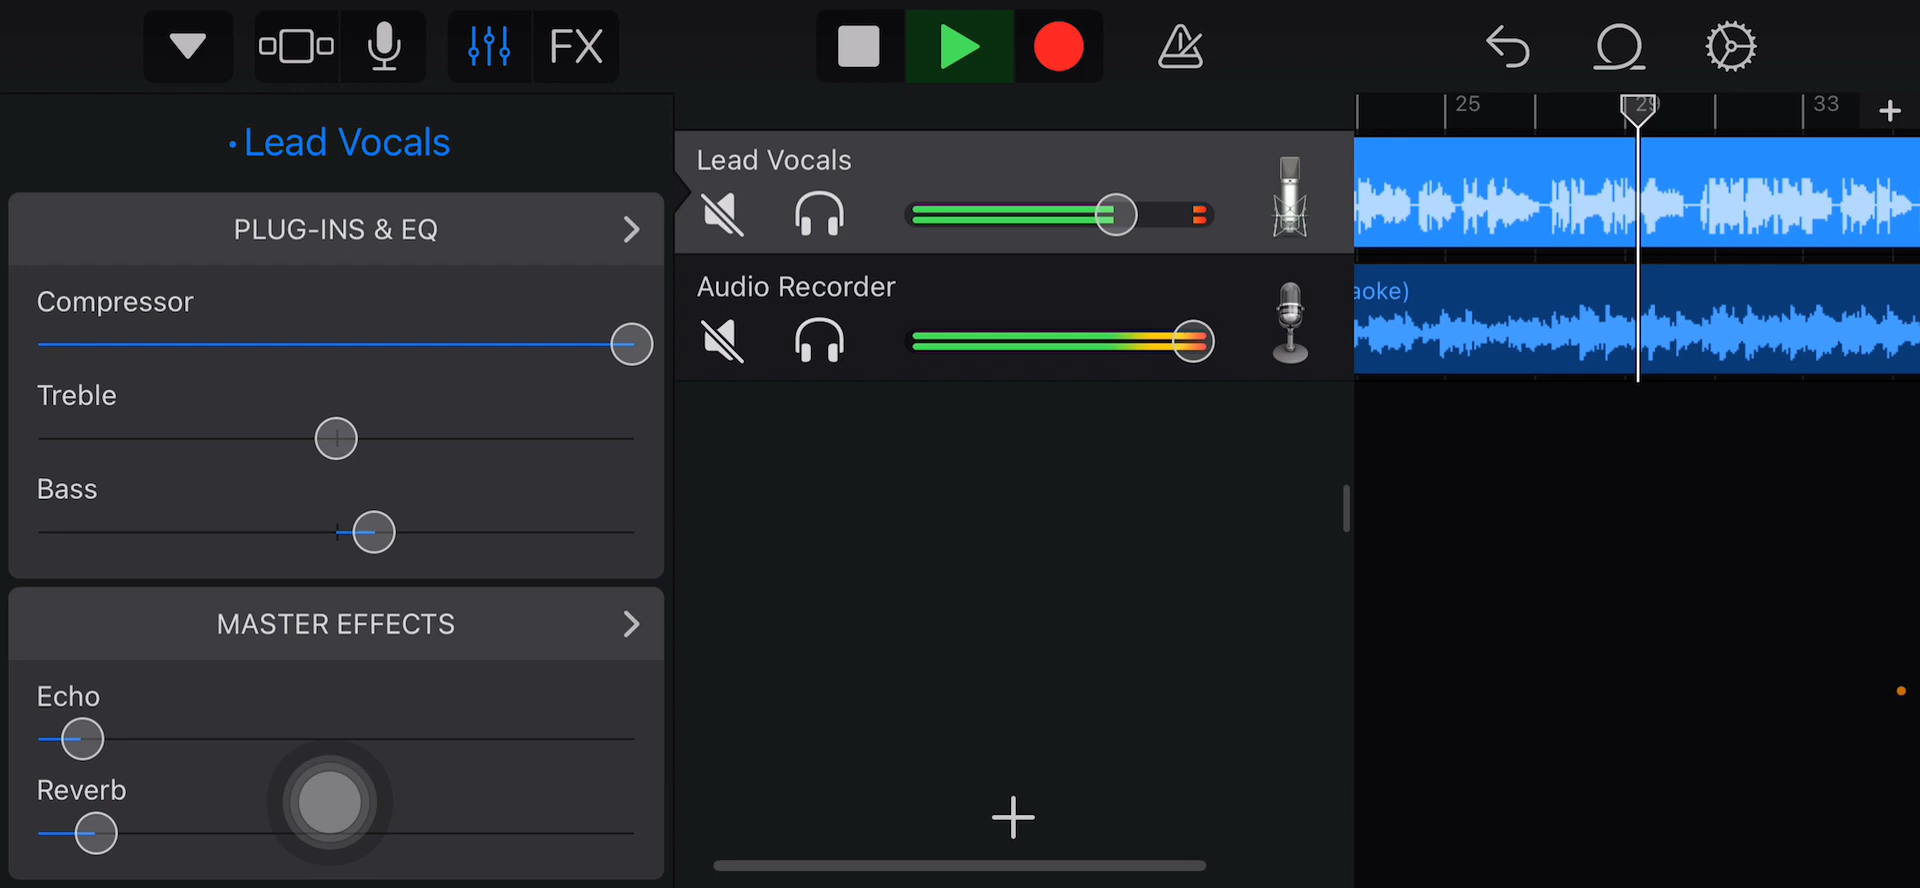 FX
25
29
33
• Lead Vocals
PLUG-INS & EQ
Compressor
Treble
Bass
MASTER EFFECTS
Echo
Reverb
Lead Vocals
Audio Recorder
aoke)